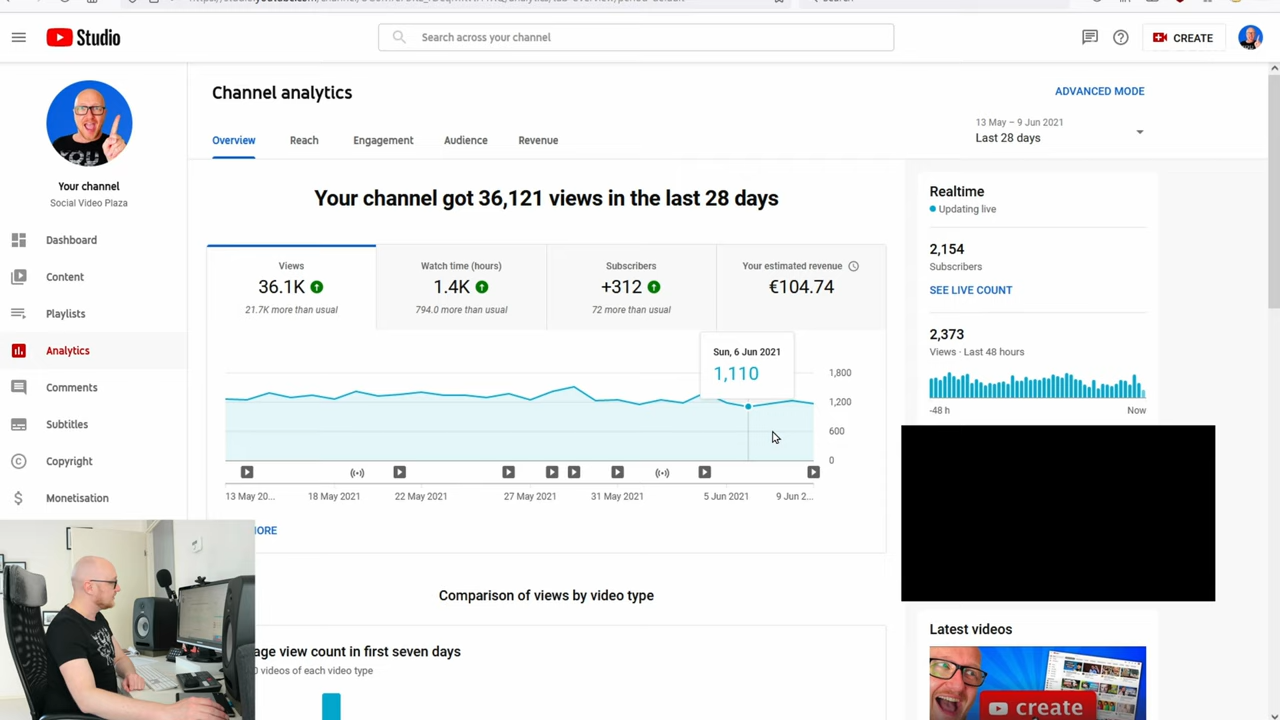 Studio
Search across your channel
CREATE
Your channel
Social Video Plaza
Dashboard
Content
Playlists
Analytics
Comments
Subtitles
Copyright
Monetisation
Channel analytics
ADVANCED MODE
Overview
Reach
Engagement
Audience
Revenue
13 May – 9 Jun 2021
Last 28 days
Your channel got 36,121 views in the last 28 days
Views
36.1K
21.7K more than usual
Watch time (hours)
1.4K
794.0 more than usual
Subscribers
+312
72 more than usual
Your estimated revenue
€104.74
Sun, 6 Jun 2021
1,110
1,800
1,200
600
0
13 May 20...
18 May 2021
22 May 2021
27 May 2021
31 May 2021
5 Jun 2021
9 Jun 2...
ORE
Comparison of views by video type
age view count in first seven days
0 videos of each video type
Realtime
Updating live
2,154
Subscribers
SEE LIVE COUNT
2,373
Views · Last 48 hours
-48 h
Now
Latest videos
create